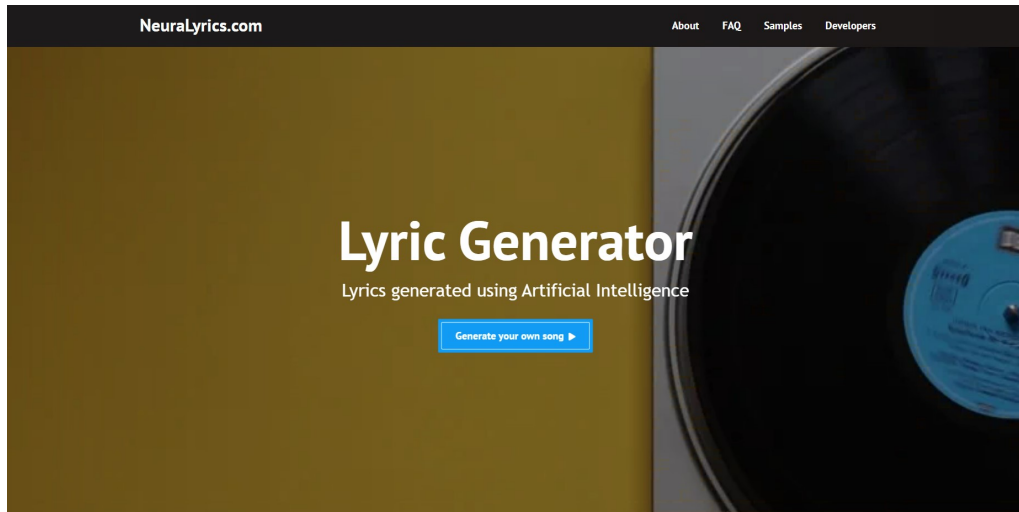 NeuraLyrics.com
About FAQ Samples Developers
Lyric Generator
Lyrics generated using Artificial Intelligence
Generate your own song